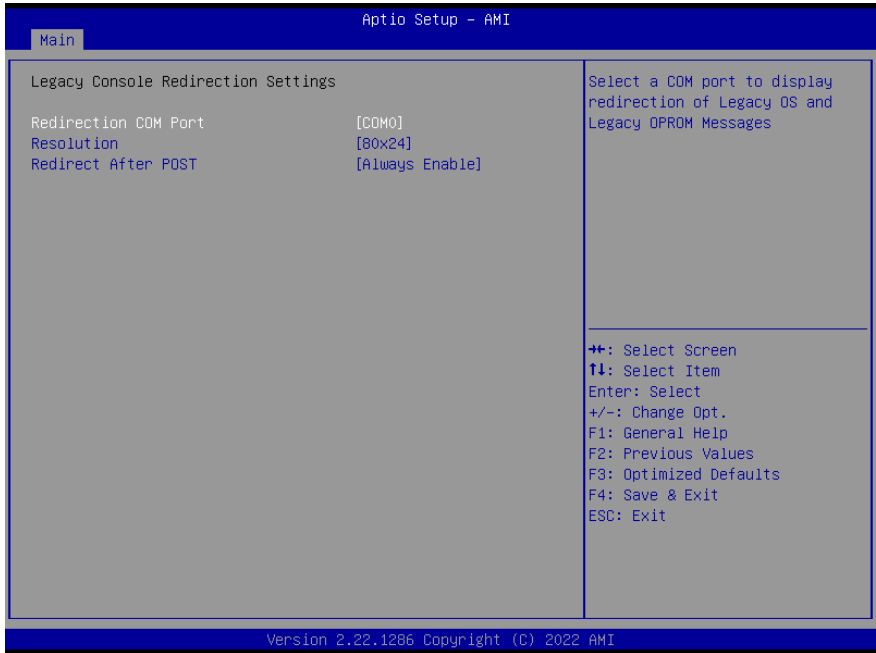 Aptio Setup – AMI
Main
Legacy Console Redirection Settings
Redirection COM Port [COM0]
Resolution [80x24]
Redirect After POST [Always Enable]
Select a COM port to display
redirection of Legacy OS and
Legacy OPROM Messages
→←: Select Screen
↑↓: Select Item
Enter: Select
+/-: Change Opt.
F1: General Help
F2: Previous Values
F3: Optimized Defaults
F4: Save & Exit
ESC: Exit
Version 2.22.1286 Copyright (C) 2022 AMI